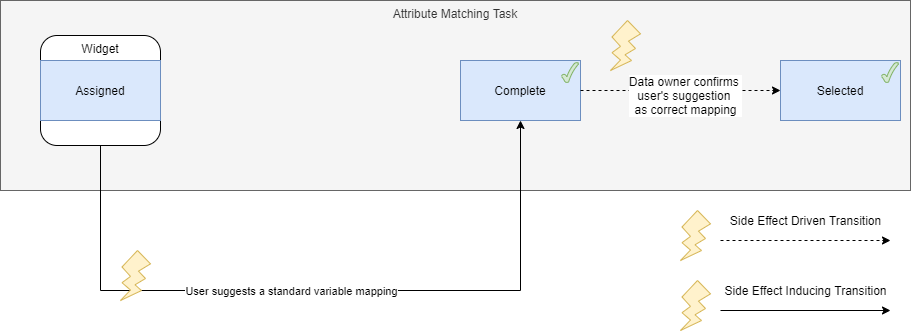 Attribute Matching Task
Widget
Assigned
Complete
Data owner confirms
user's suggestion
as correct mapping
Selected
Side Effect Driven Transition
User suggests a standard variable mapping
Side Effect Inducing Transition